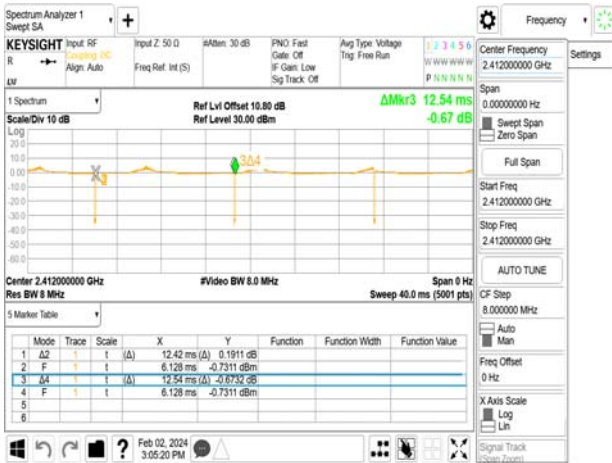 Spectrum Analyzer 1
Swept SA
+
Frequency
KEYSIGHT
Input: RF
Coupling: DC
Align: Auto
Input Z: 50 Ω
Freq Ref: Int (S)
#Atten: 30 dB
PNO: Fast
Gate: Off
IF Gain: Low
Sig Track: Off
Avg Type: Voltage
Trig: Free Run
1 2 3 4 5 6
W W W W W W
P N N N N N
R
1 Spectrum
Scale/Div 10 dB
Ref Lvl Offset 10.80 dB
Ref Level 30.00 dBm
ΔMkr3 12.54 ms
-0.67 dB
Log
20.0
10.0
0.00
-10.0
-20.0
-30.0
-40.0
-50.0
-60.0
3Δ4
Center 2.412000000 GHz
Res BW 8 MHz
#Video BW 8.0 MHz
Span 0 Hz
Sweep 40.0 ms (5001 pts)
5 Marker Table
Mode Trace Scale X Y Function Function Width Function Value
1 Δ2 1 t (Δ) 12.42 ms (Δ) 0.1911 dB
2 F 1 t 6.128 ms -0.7311 dBm
3 Δ4 1 t (Δ) 12.54 ms (Δ) -0.6732 dB
4 F 1 t 6.128 ms -0.7311 dBm
5
6
?
Feb 02, 2024
3:05:20 PM
Center Frequency
2.412000000 GHz
Settings
Span
0.00000000 Hz
Swept Span
Zero Span
Full Span
Start Freq
2.412000000 GHz
Stop Freq
2.412000000 GHz
AUTO TUNE
CF Step
8.000000 MHz
Auto
Man
Freq Offset
0 Hz
X Axis Scale
Log
Lin
Signal Track
(Span Zoom)